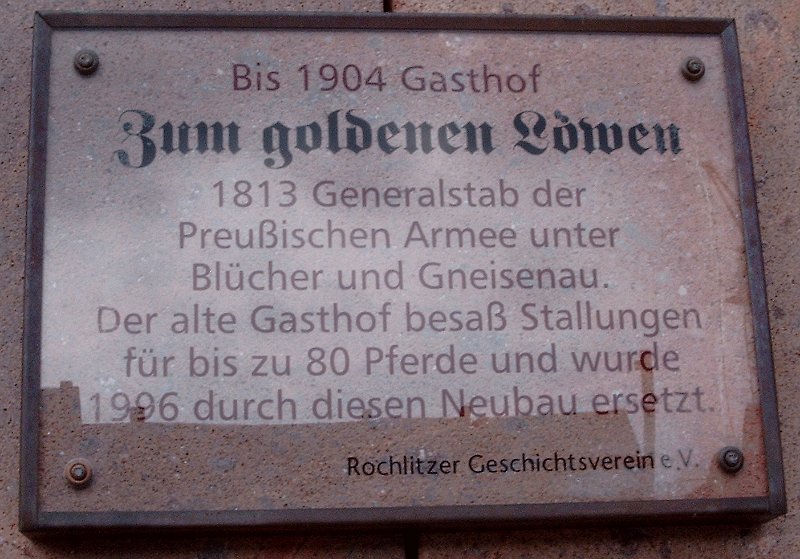 Bis 1904 Gasthof
Zum goldenen Löwen
1813 Generalstab der
Preußischen Armee unter
Blücher und Gneisenau.
Der alte Gasthof besaß Stallungen
für bis zu 80 Pferde und wurde
1996 durch diesen Neubau ersetzt.
Rochlitzer Geschichtsverein e.V.